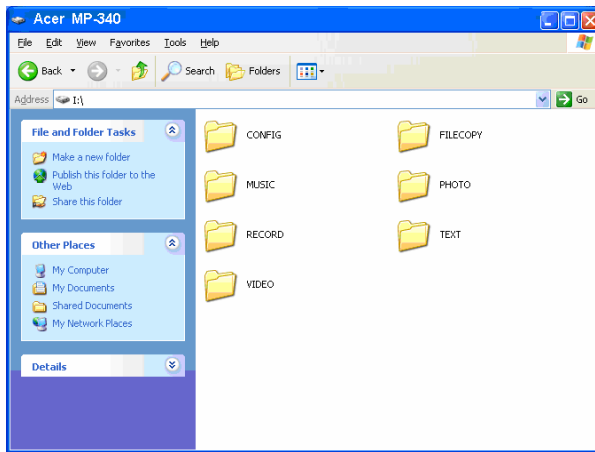 Acer MP-340
File Edit View Favorites Tools Help
Back Search Folders
Address I:\ Go
File and Folder Tasks
Make a new folder
Publish this folder to the
Web
Share this folder
Other Places
My Computer
My Documents
Shared Documents
My Network Places
Details
CONFIG FILECOPY
MUSIC PHOTO
RECORD TEXT
VIDEO